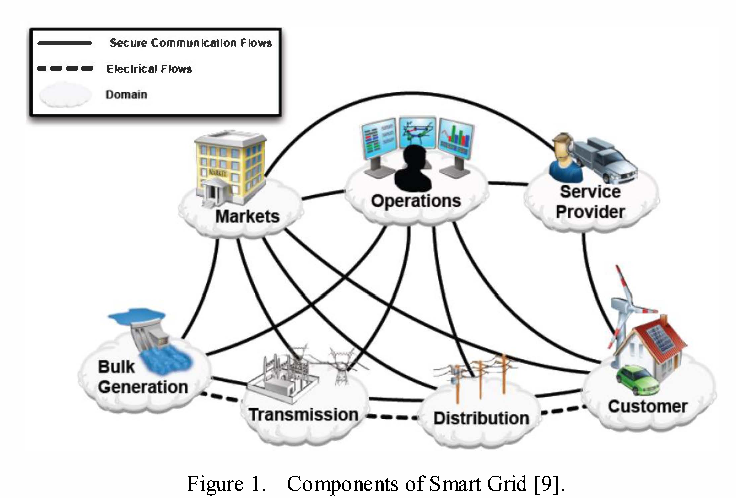 Secure Communication Flows
Electrical Flows
Domain
MARKET
Markets
Operations
Service
Provider
Bulk
Generation
Transmission
Distribution
Customer
Figure 1. Components of Smart Grid [9].